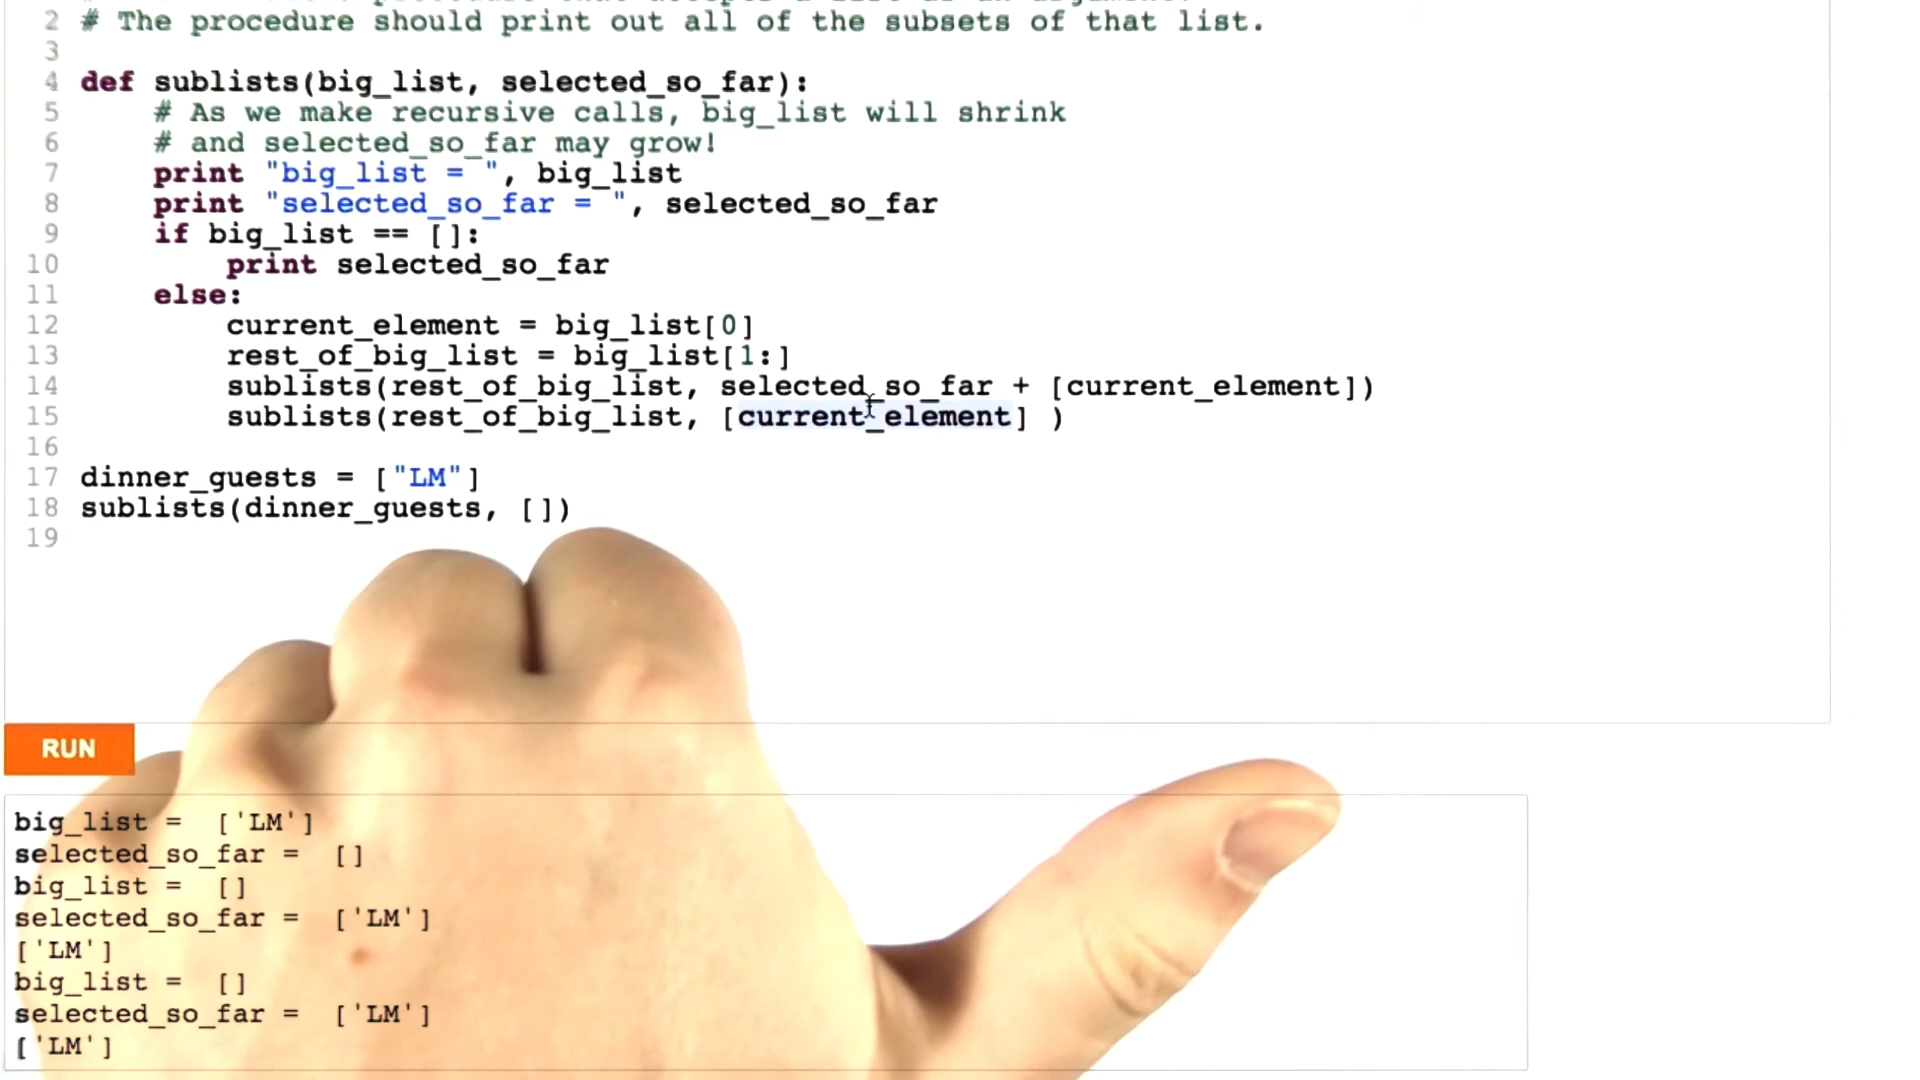 2 # The procedure should print out all of the subsets of that list.
3
4 def sublists(big_list, selected_so_far):
5     # As we make recursive calls, big_list will shrink
6     # and selected_so_far may grow!
7     print "big_list = ", big_list
8     print "selected_so_far = ", selected_so_far
9     if big_list == []:
10         print selected_so_far
11     else:
12         current_element = big_list[0]
13         rest_of_big_list = big_list[1:]
14         sublists(rest_of_big_list, selected_so_far + [current_element])
15         sublists(rest_of_big_list, [current_element] )
16
17 dinner_guests = ["LM"]
18 sublists(dinner_guests, [])
19
RUN
big_list =  ['LM']
selected_so_far =  []
big_list =  []
selected_so_far =  ['LM']
['LM']
big_list =  []
selected_so_far =  ['LM']
['LM']